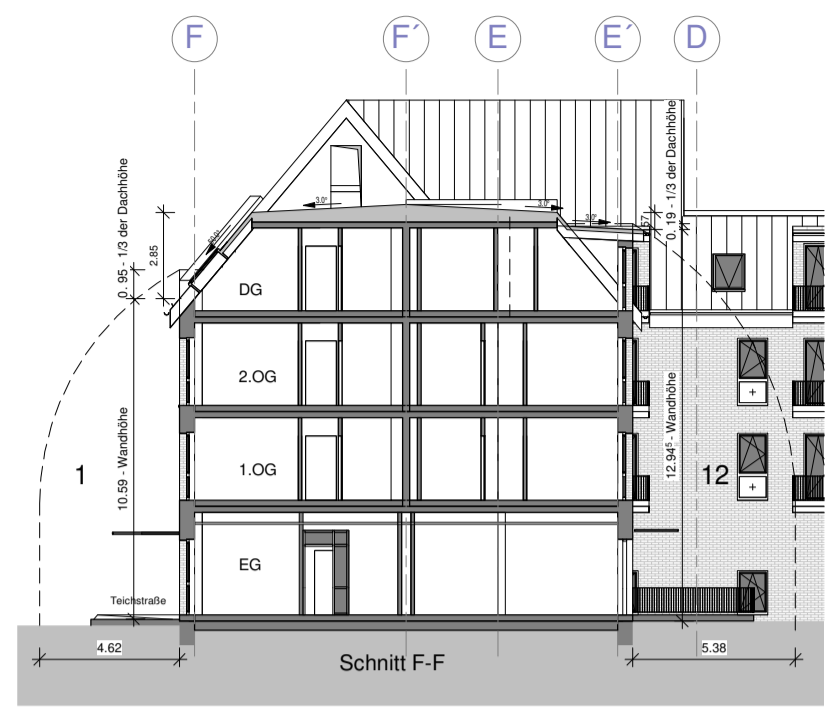 F
F´
E
E´
D
0.95 - 1/3 der Dachhöhe
2.85
3.0°
3.0°
3.0°
0.19 - 1/3 der Dachhöhe
DG
2.OG
1.OG
EG
10.59 - Wandhöhe
12.94⁵ - Wandhöhe
1
12
Teichstraße
4.62
Schnitt F-F
5.38